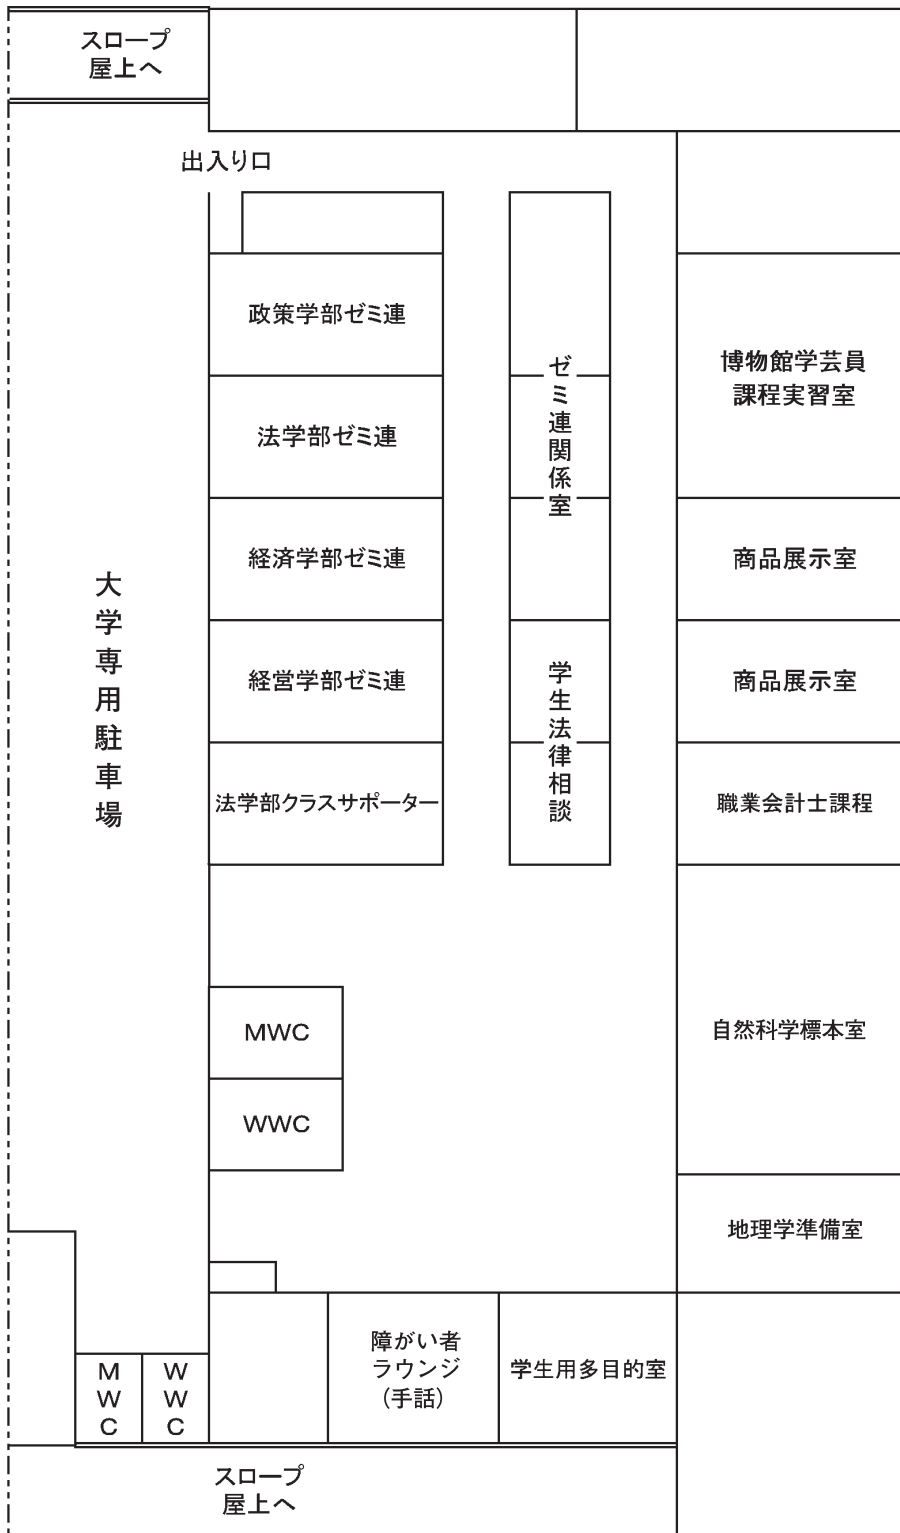 スロープ
屋上へ
出入り口
政策学部ゼミ連
法学部ゼミ連
経済学部ゼミ連
経営学部ゼミ連
法学部クラスサポーター
ゼミ連関係室
学生法律相談
博物館学芸員
課程実習室
商品展示室
商品展示室
職業会計士課程
自然科学標本室
地理学準備室
大学専用駐車場
MWC
WWC
MWC
WWC
障がい者
ラウンジ
(手話)
学生用多目的室
スロープ
屋上へ